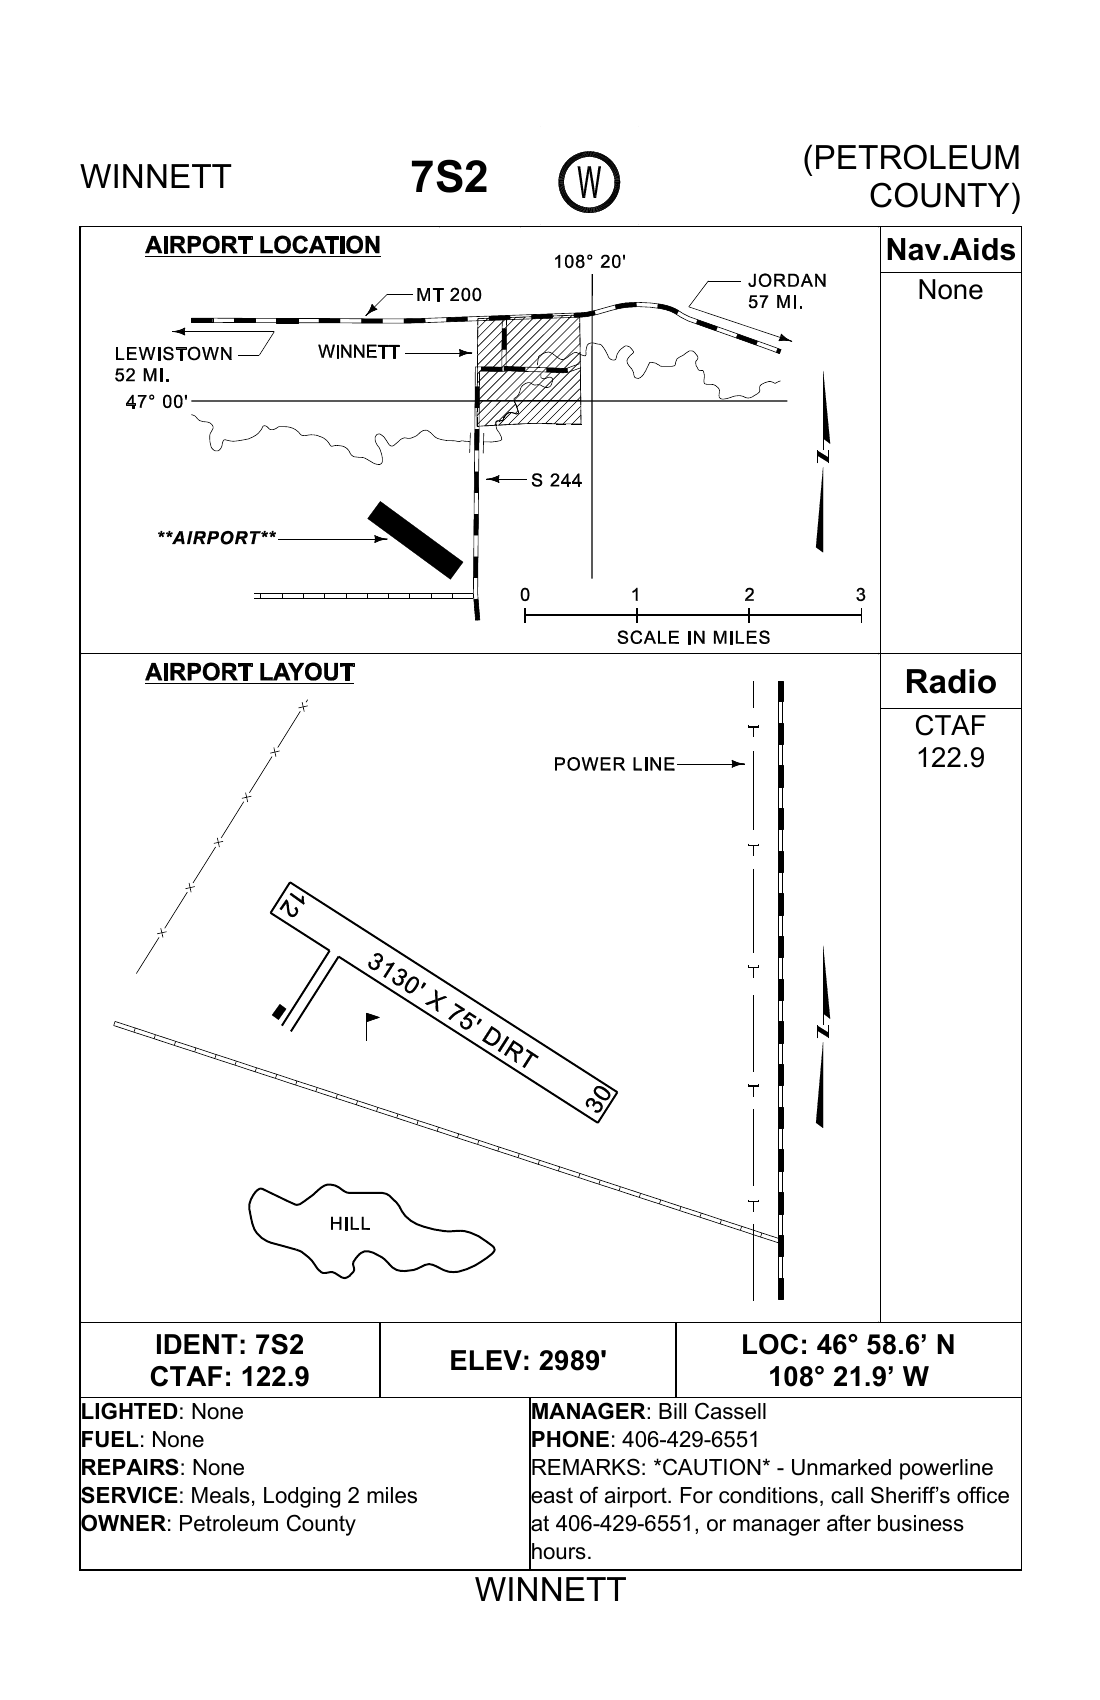 WINNETT
7S2
W
(PETROLEUM
COUNTY)
AIRPORT LOCATION
108° 20'
MT 200
JORDAN
57 MI.
LEWISTOWN
52 MI.
WINNETT
47° 00'
S 244
**AIRPORT**
N
0 1 2 3
SCALE IN MILES
Nav.Aids
None
AIRPORT LAYOUT
POWER LINE
12
3130' X 75' DIRT
30
N
HILL
Radio
CTAF
122.9
IDENT: 7S2
CTAF: 122.9
ELEV: 2989'
LOC: 46° 58.6’ N
108° 21.9’ W
LIGHTED: None
FUEL: None
REPAIRS: None
SERVICE: Meals, Lodging 2 miles
OWNER: Petroleum County
MANAGER: Bill Cassell
PHONE: 406-429-6551
REMARKS: *CAUTION* - Unmarked powerline
east of airport. For conditions, call Sheriff’s office
at 406-429-6551, or manager after business
hours.
WINNETT